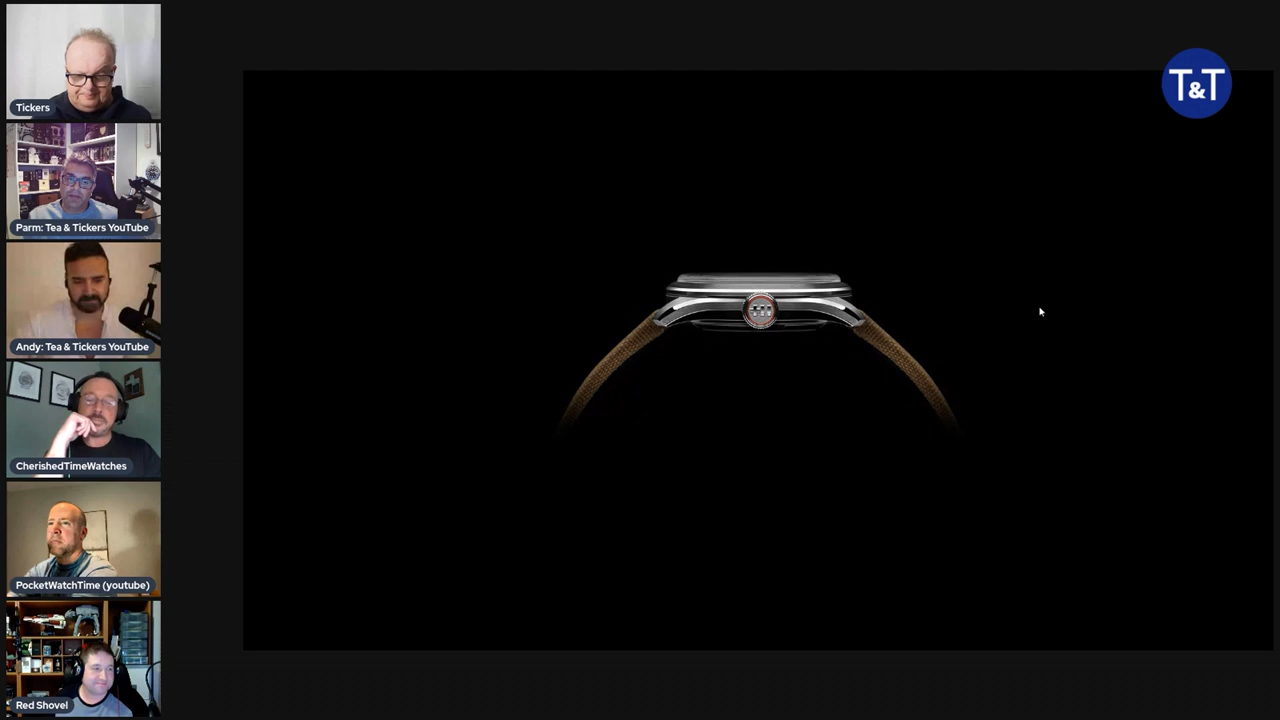 Tickers
Parm: Tea & Tickers YouTube
Andy: Tea & Tickers YouTube
CherishedTimeWatches
PocketWatchTime (youtube)
Red Shovel
T&T